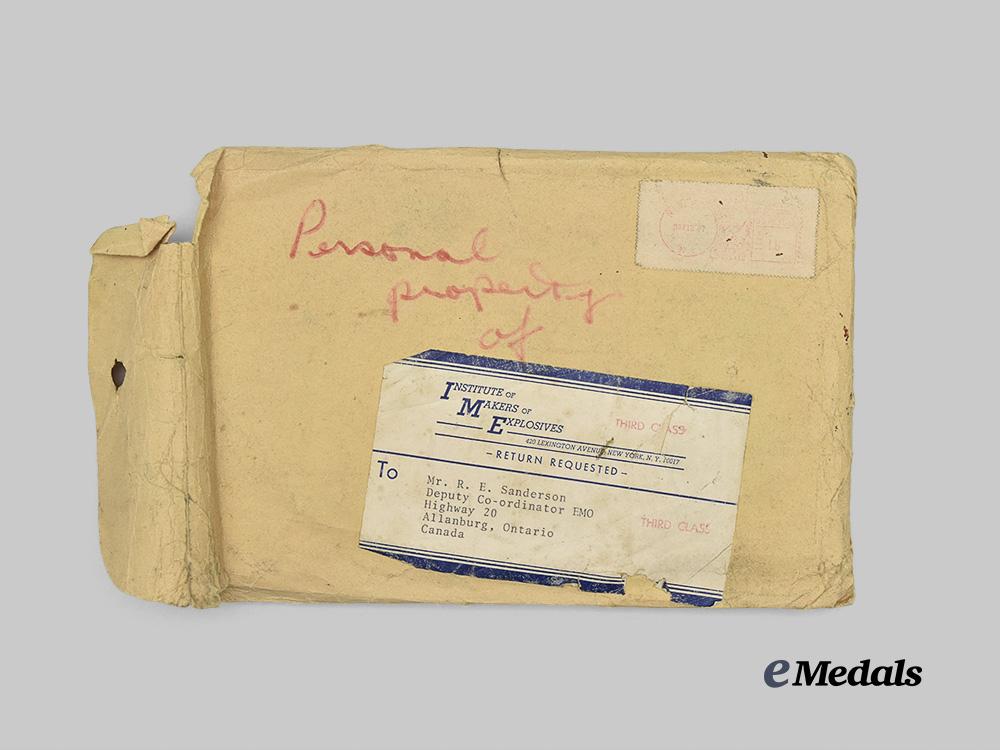 Personal
property
of
INSTITUTE OF
MAKERS OF
EXPLOSIVES
THIRD CLASS
420 LEXINGTON AVENUE, NEW YORK, N. Y. 10017
-RETURN REQUESTED-
To
Mr. R. E. Sanderson
Deputy Co-ordinator EMO
Highway 20
Allanburg, Ontario
Canada
THIRD CLASS
eMedals